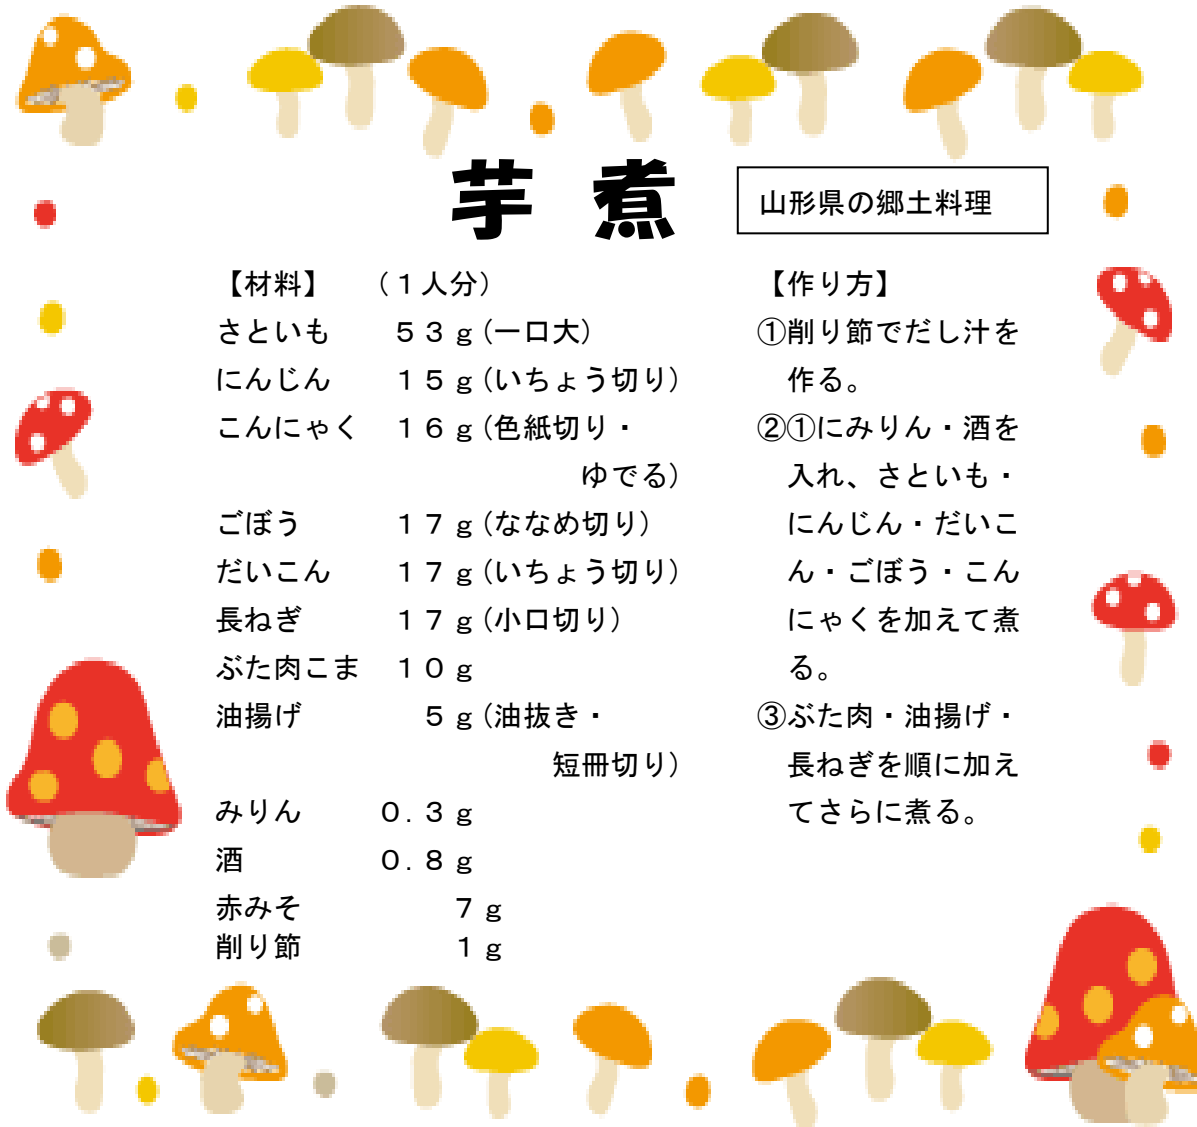 芋煮
山形県の郷土料理
【材料】 （１人分）
さといも ５３ｇ(一口大)
にんじん １５ｇ(いちょう切り)
こんにゃく １６ｇ(色紙切り・
ゆでる)
ごぼう １７ｇ(ななめ切り)
だいこん １７ｇ(いちょう切り)
長ねぎ １７ｇ(小口切り)
ぶた肉こま １０ｇ
油揚げ ５ｇ(油抜き・
短冊切り)
みりん ０.３ｇ
酒 ０.８ｇ
赤みそ ７ｇ
削り節 １ｇ
【作り方】
①削り節でだし汁を
作る。
②①にみりん・酒を
入れ、さといも・
にんじん・だいこ
ん・ごぼう・こん
にゃくを加えて煮
る。
③ぶた肉・油揚げ・
長ねぎを順に加え
てさらに煮る。